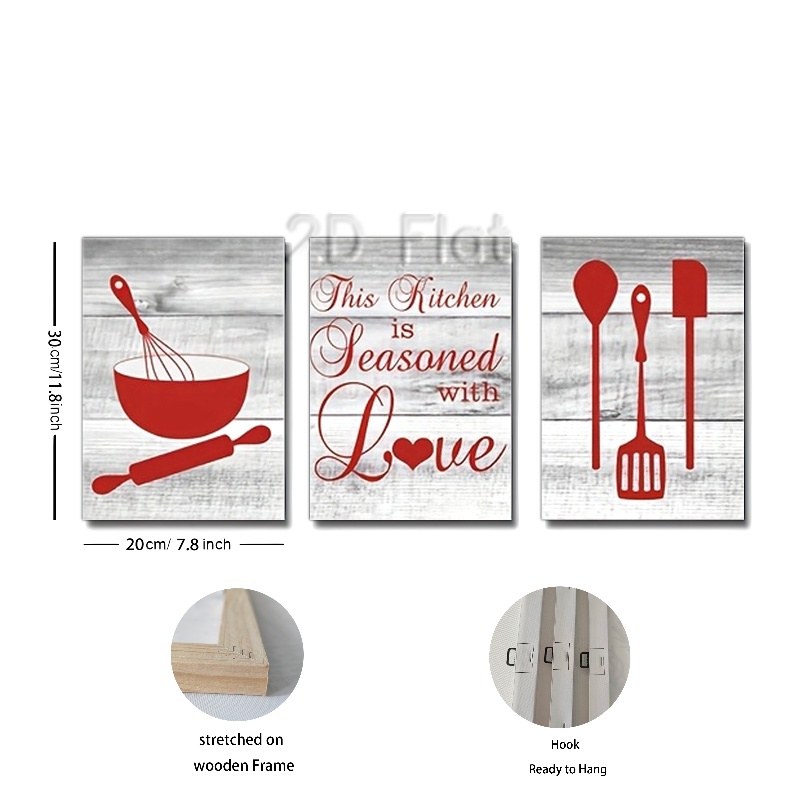 2D Flat
This Kitchen
is
Seasoned
with
Love
30cm/11.8inch
20cm/ 7.8 inch
stretched on
wooden Frame
Hook
Ready to Hang